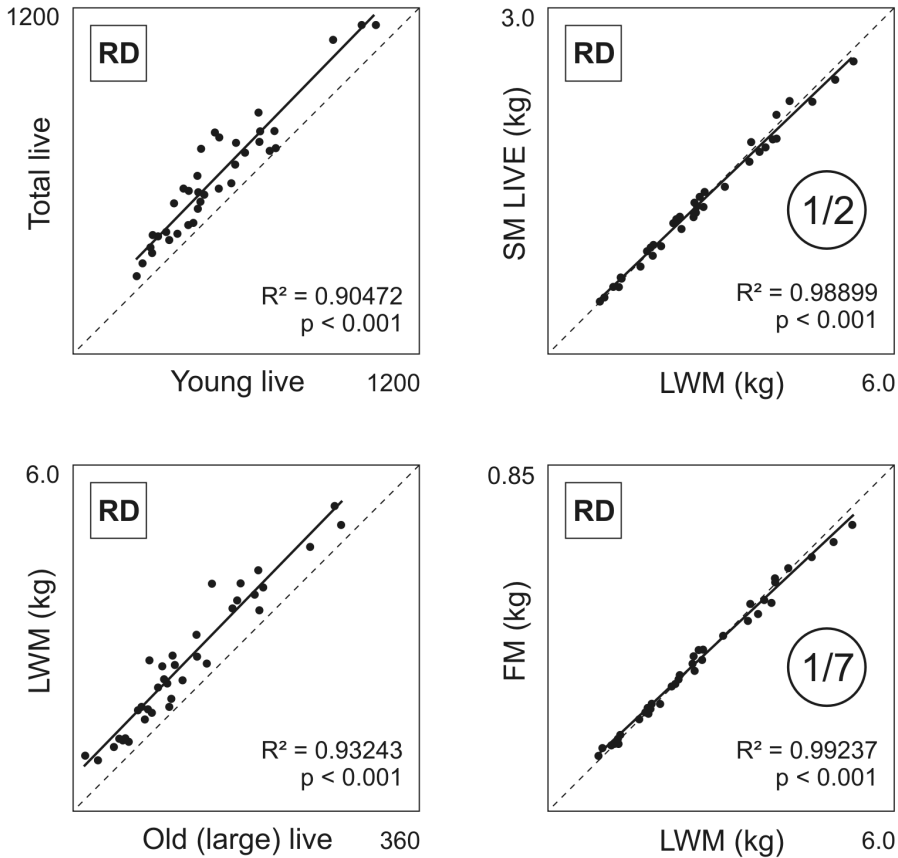 1200
RD
Total live
R² = 0.90472
p < 0.001
Young live
1200
3.0
RD
SM LIVE (kg)
1/2
R² = 0.98899
p < 0.001
LWM (kg)
6.0
6.0
RD
LWM (kg)
R² = 0.93243
p < 0.001
Old (large) live
360
0.85
RD
FM (kg)
1/7
R² = 0.99237
p < 0.001
LWM (kg)
6.0